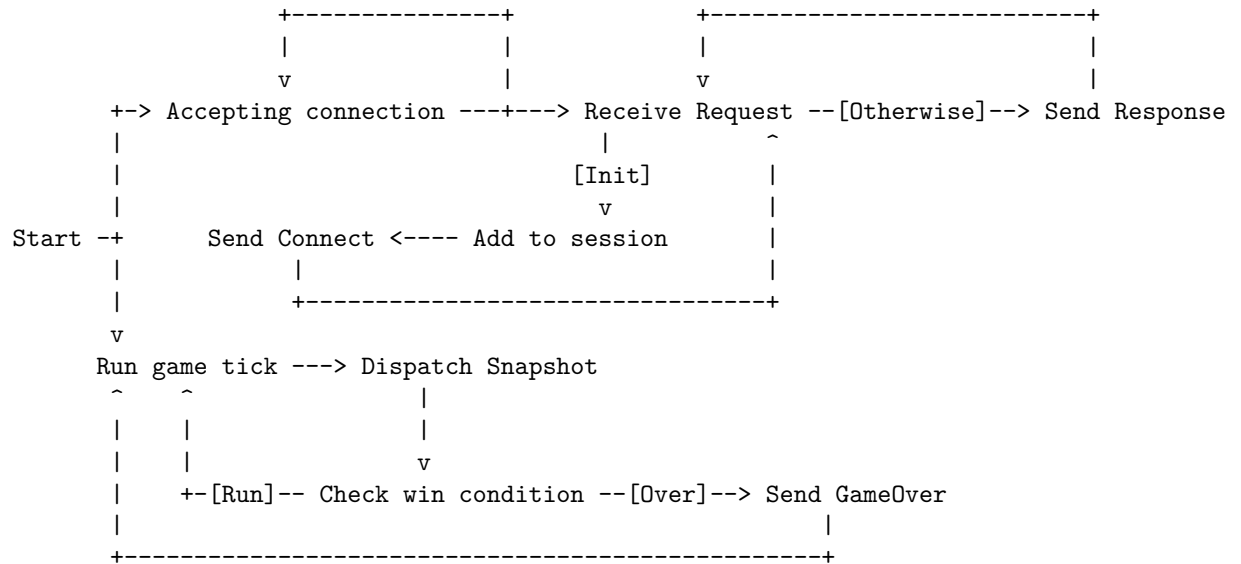 Accepting connection Receive Request [Otherwise] Send Response
[Init]
Start Send Connect Add to session
Run game tick Dispatch Snapshot
[Run] Check win condition [Over] Send GameOver